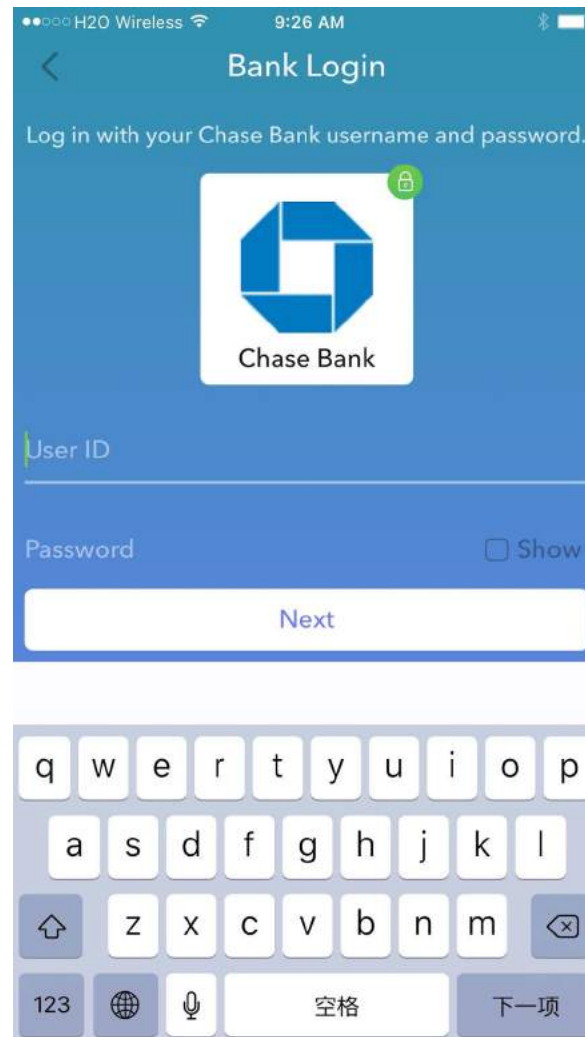 H2O Wireless 9:26 AM
Bank Login
Log in with your Chase Bank username and password.
Chase Bank
User ID
Password Show
Next
q w e r t y u i o p
a s d f g h j k l
z x c v b n m
123 空格 下一项